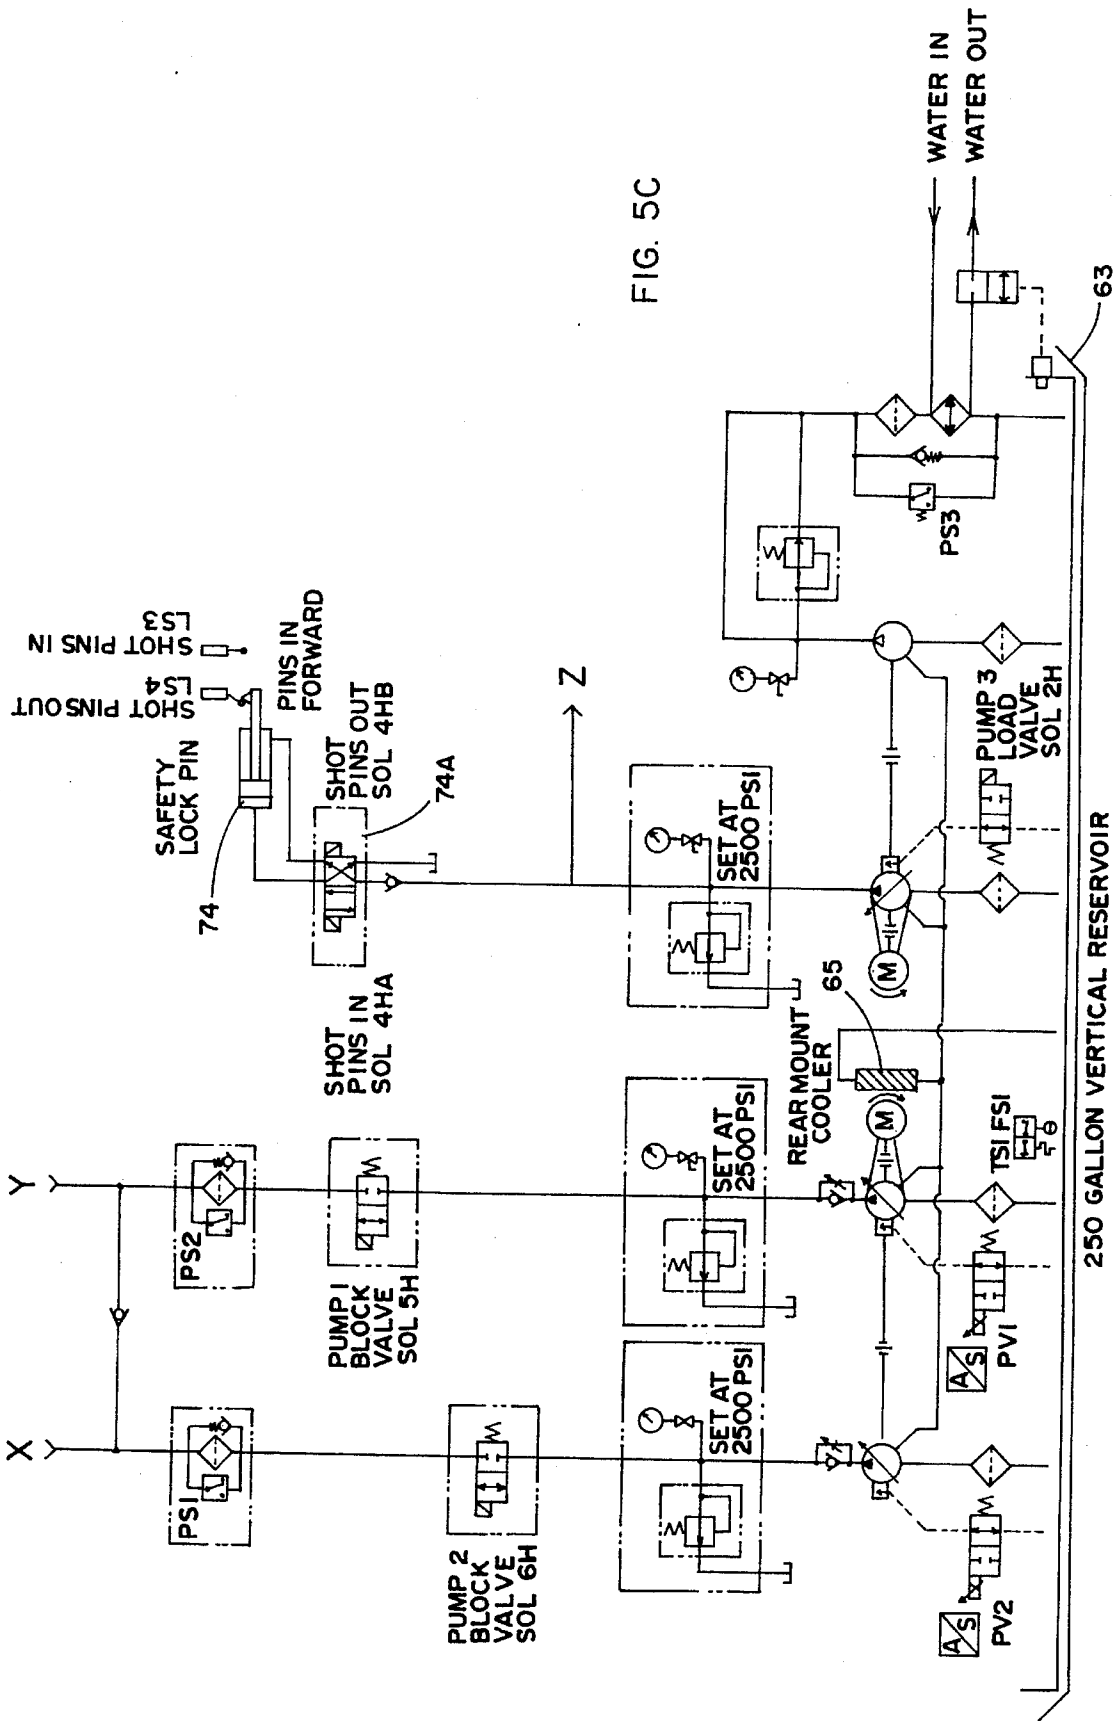 X
Y
PS1
PS2
PUMP 2
BLOCK
VALVE
SOL 6H
PUMP 1
BLOCK
VALVE
SOL 5H
SHOT
PINS IN
SOL 4HA
74
SAFETY
LOCK PIN
SHOT PINS OUT
LS4
SHOT PINS IN
LS3
PINS IN
FORWARD
SHOT
PINS OUT
SOL 4HB
74A
Z
FIG. 5C
SET AT
2500 PSI
SET AT
2500 PSI
SET AT
2500 PSI
REAR MOUNT
COOLER
65
M
M
A/S
PV2
A/S
PV1
TS1 FS1
PUMP 3
LOAD
VALVE
SOL 2H
PS3
WATER IN
WATER OUT
63
250 GALLON VERTICAL RESERVOIR